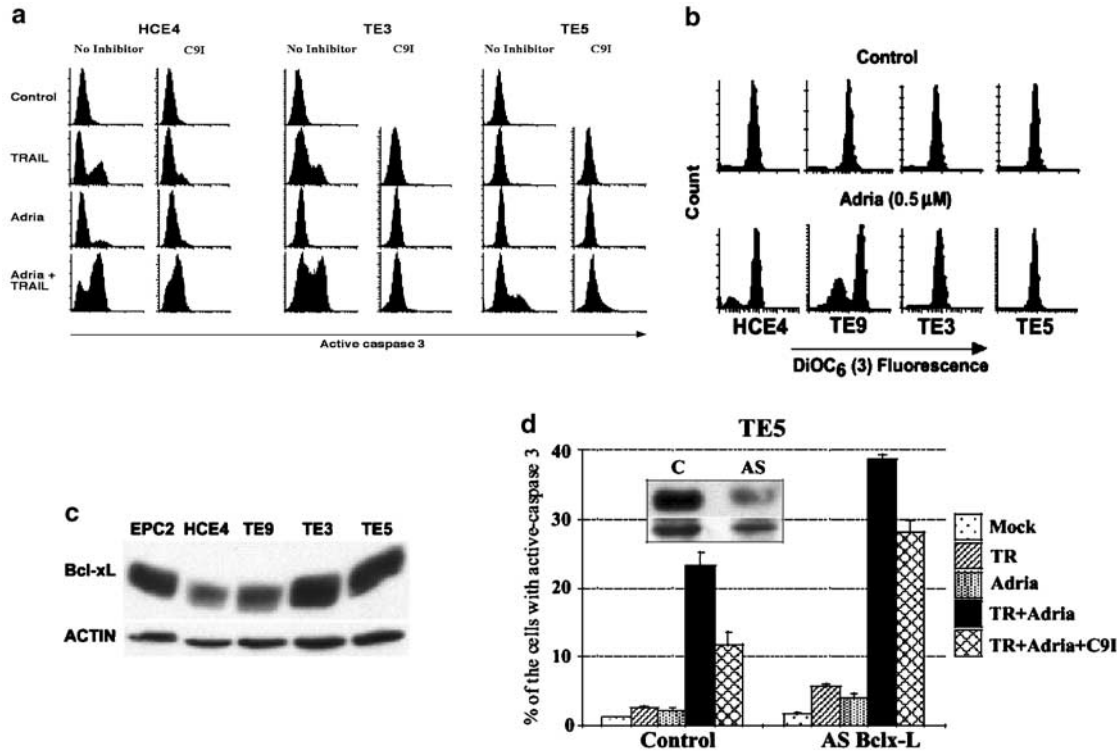 a
HCE4 TE3 TE5
No Inhibitor C9I No Inhibitor C9I No Inhibitor C9I
Control
TRAIL
Adria
Adria +
TRAIL
Active caspase 3
b
Control
Adria (0.5 µM)
Count
HCE4 TE9 TE3 TE5
DiOC6 (3) Fluorescence
c
EPC2 HCE4 TE9 TE3 TE5
Bcl-xL
ACTIN
d
TE5
% of the cells with active-caspase 3
40
30
20
10
0
C AS
Control AS Bclx-L
Mock
TR
Adria
TR+Adria
TR+Adria+C9I